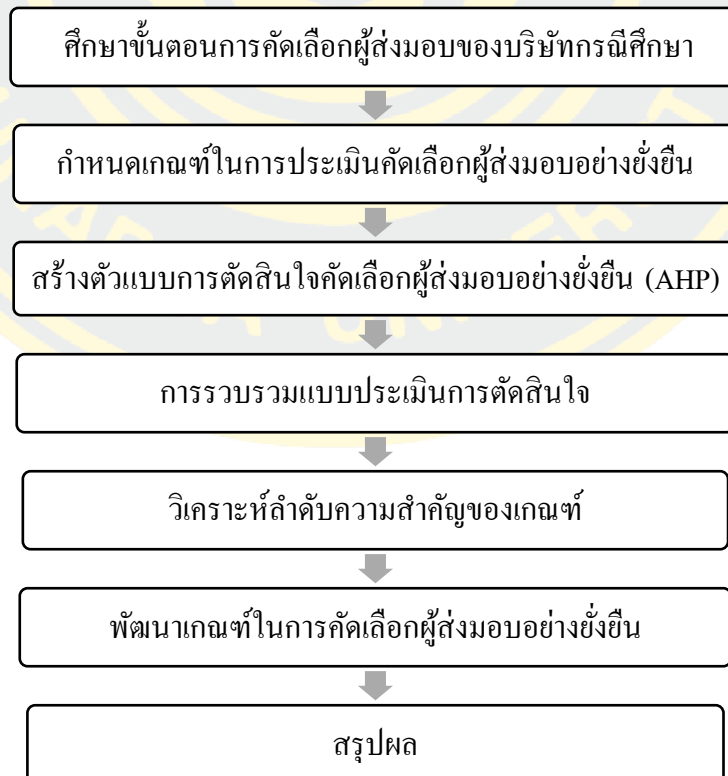 ศึกษาขั้นตอนการคัดเลือกผู้ส่งมอบของบริษัทกรณีศึกษา
กำหนดเกณฑ์ในการประเมินคัดเลือกผู้ส่งมอบอย่างยั่งยืน
สร้างตัวแบบการตัดสินใจคัดเลือกผู้ส่งมอบอย่างยั่งยืน (AHP)
การรวบรวมแบบประเมินการตัดสินใจ
วิเคราะห์ลำดับความสำคัญของเกณฑ์
พัฒนาเกณฑ์ในการคัดเลือกผู้ส่งมอบอย่างยั่งยืน
สรุปผล